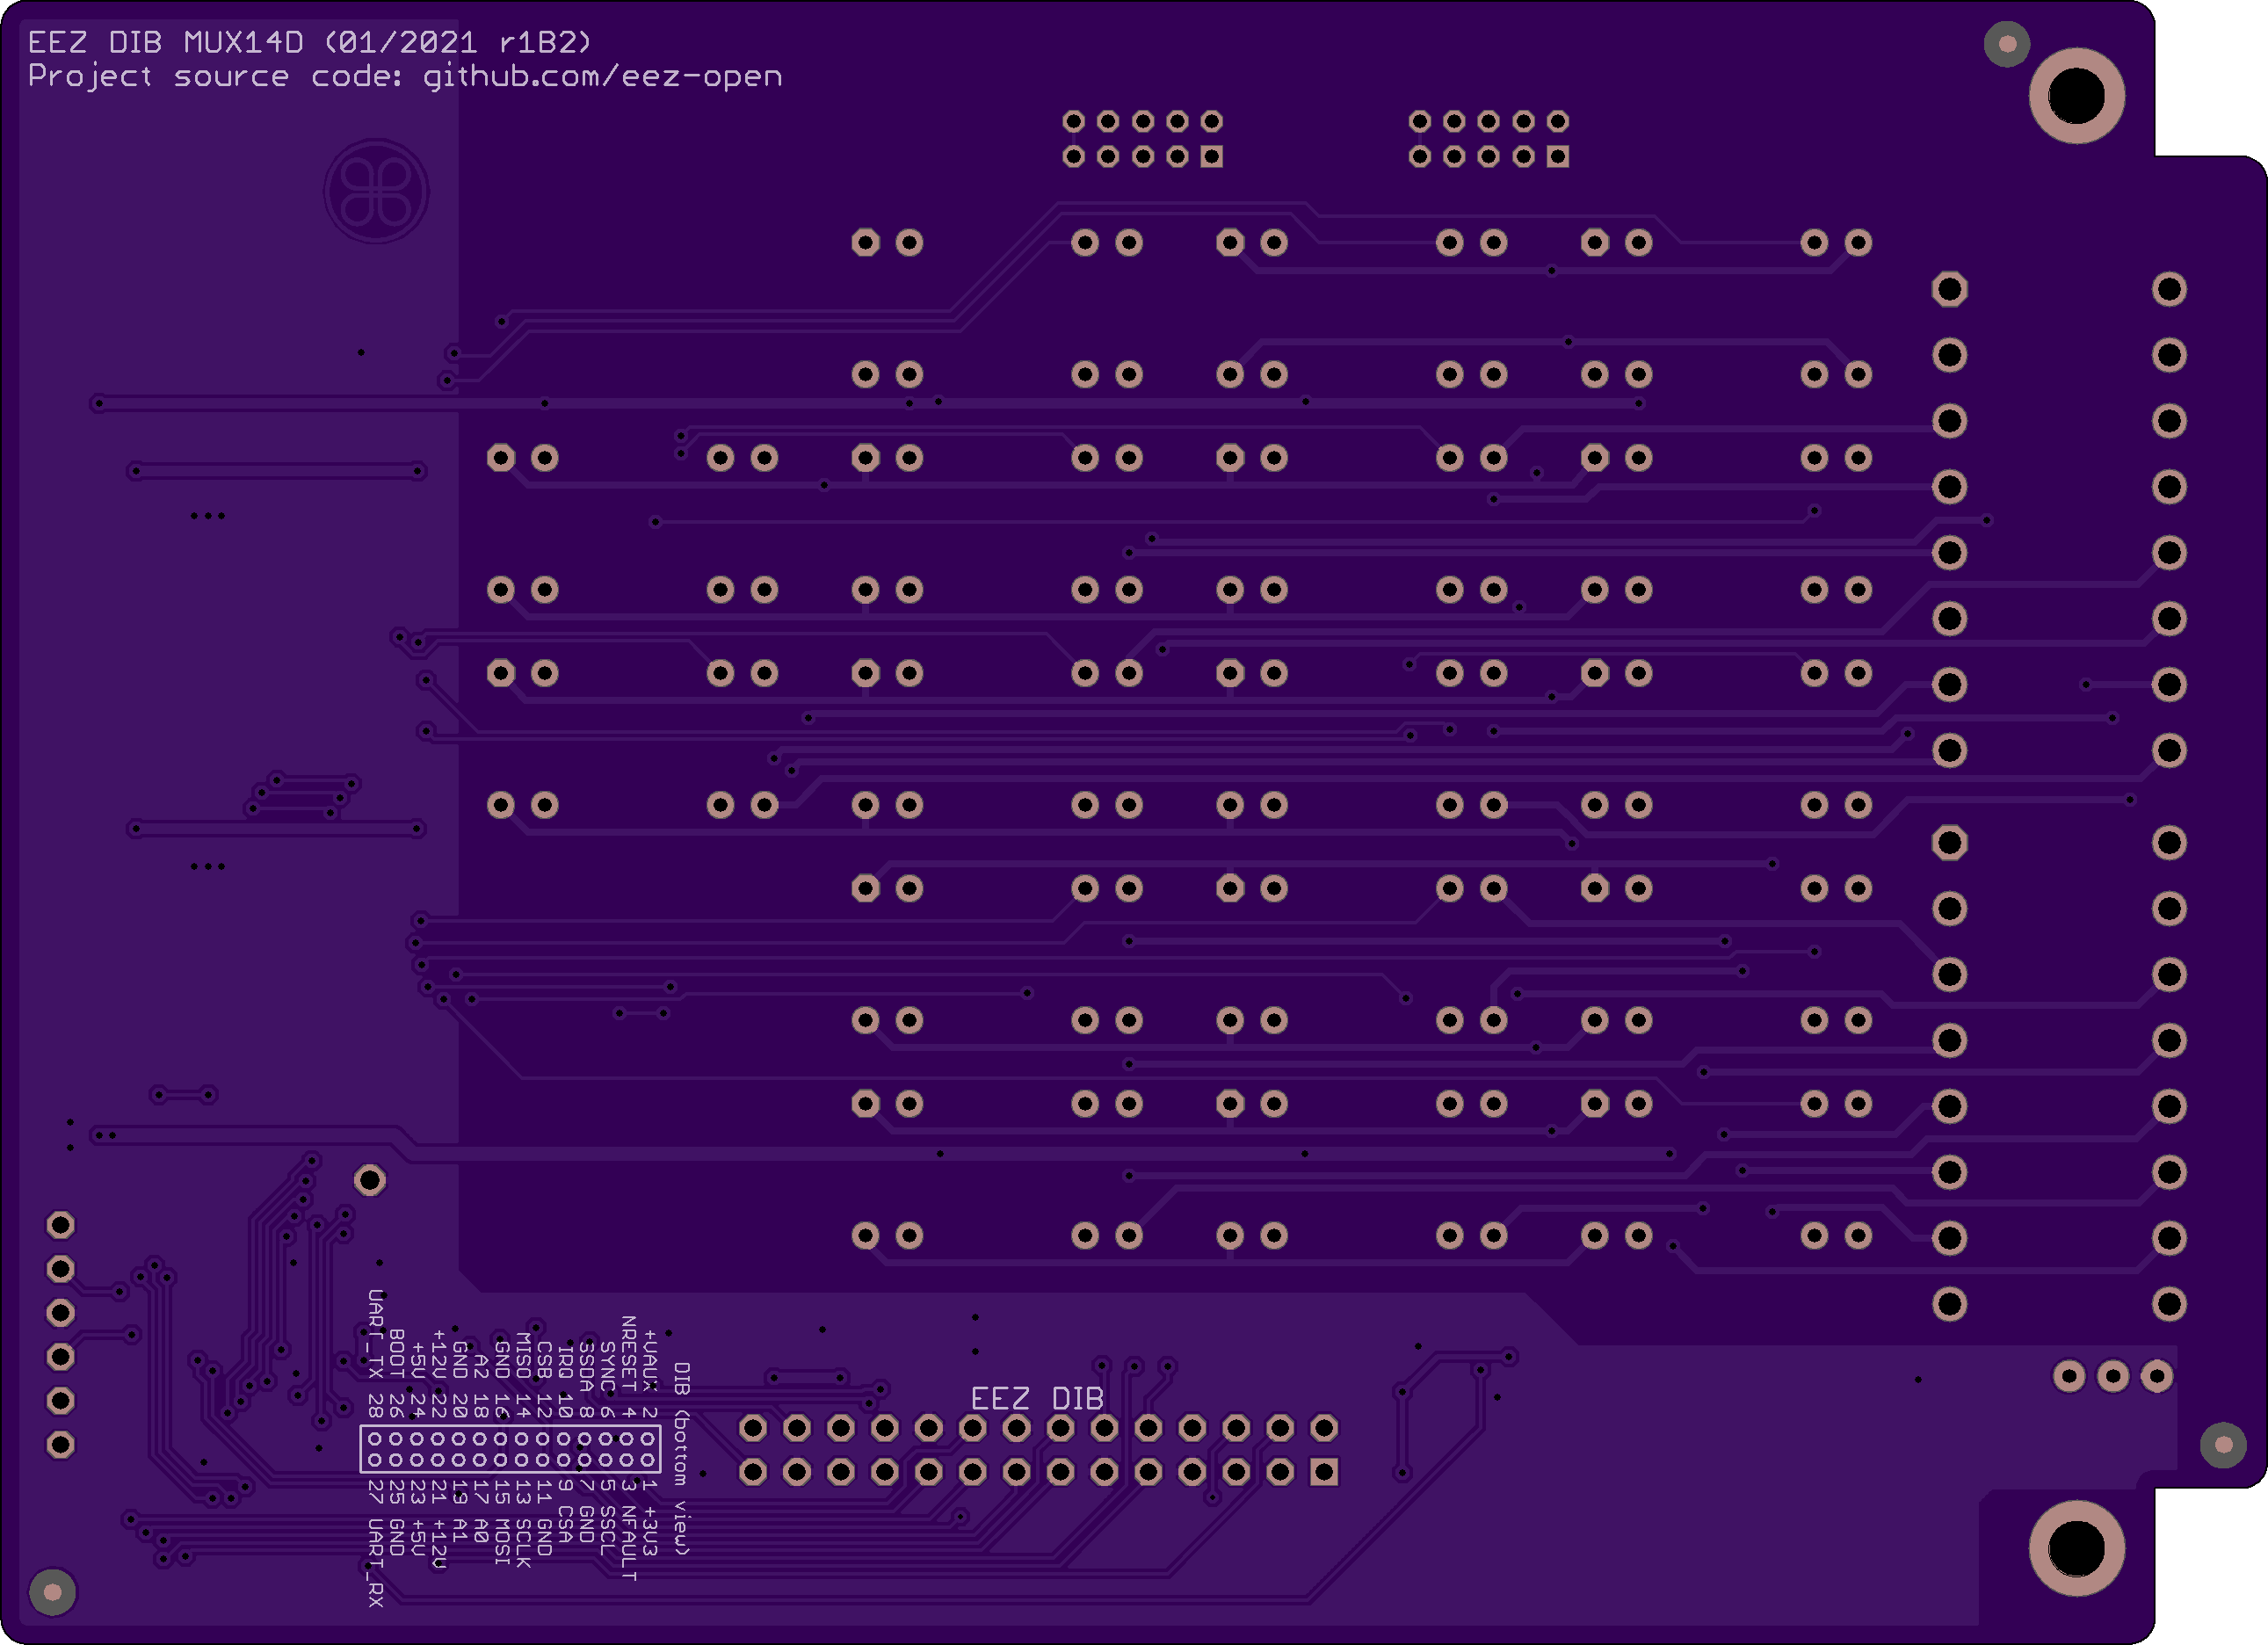 EEZ DIB MUX14D (01/2021 r1B2)
Project source code: github.com/eez-open
DIB (bottom view)
+VAUX 2 1 +3V3
NRESET 4 3 NFAULT
SYNC 6 5 SSCL
SSDA 8 7 GND
IRQ 10 9 CSA
CSB 12 11 GND
MISO 14 13 SCLK
GND 16 15 MOSI
A2 18 17 A0
GND 20 19 A1
+12V 22 21 +12V
+5V 24 23 +5V
BOOT 26 25 GND
UART_TX 28 27 UART_RX
EEZ DIB